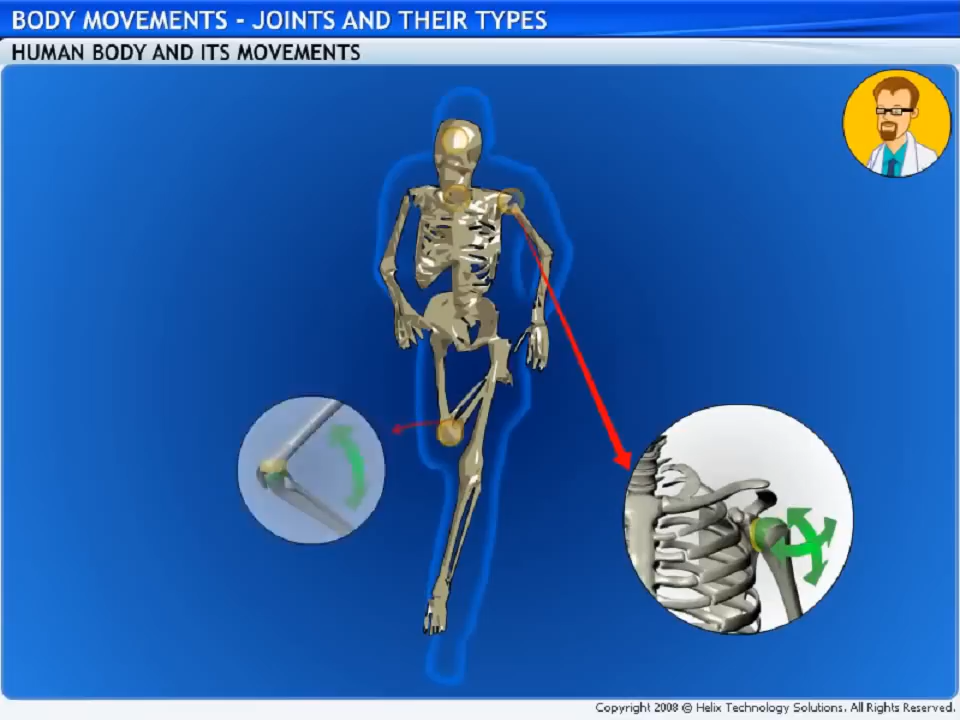 BODY MOVEMENTS - JOINTS AND THEIR TYPES
HUMAN BODY AND ITS MOVEMENTS
Copyright 2008 @ Helix Technology Solutions. All Rights Reserved.